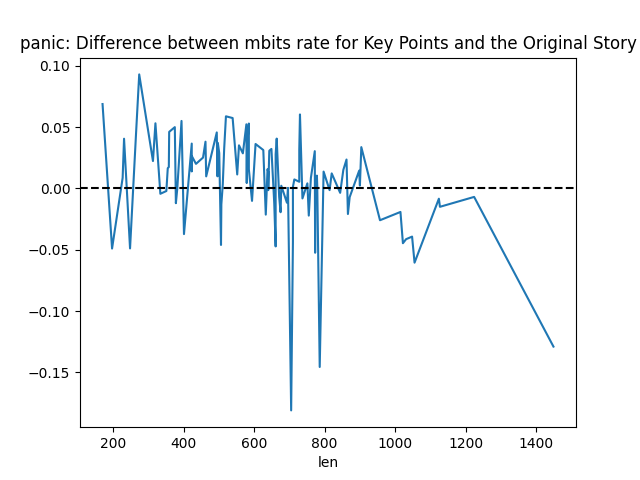 panic: Difference between mbits rate for Key Points and the Original Story
0.10
0.05
0.00
−0.05
−0.10
−0.15
200 400 600 800 1000 1200 1400
len